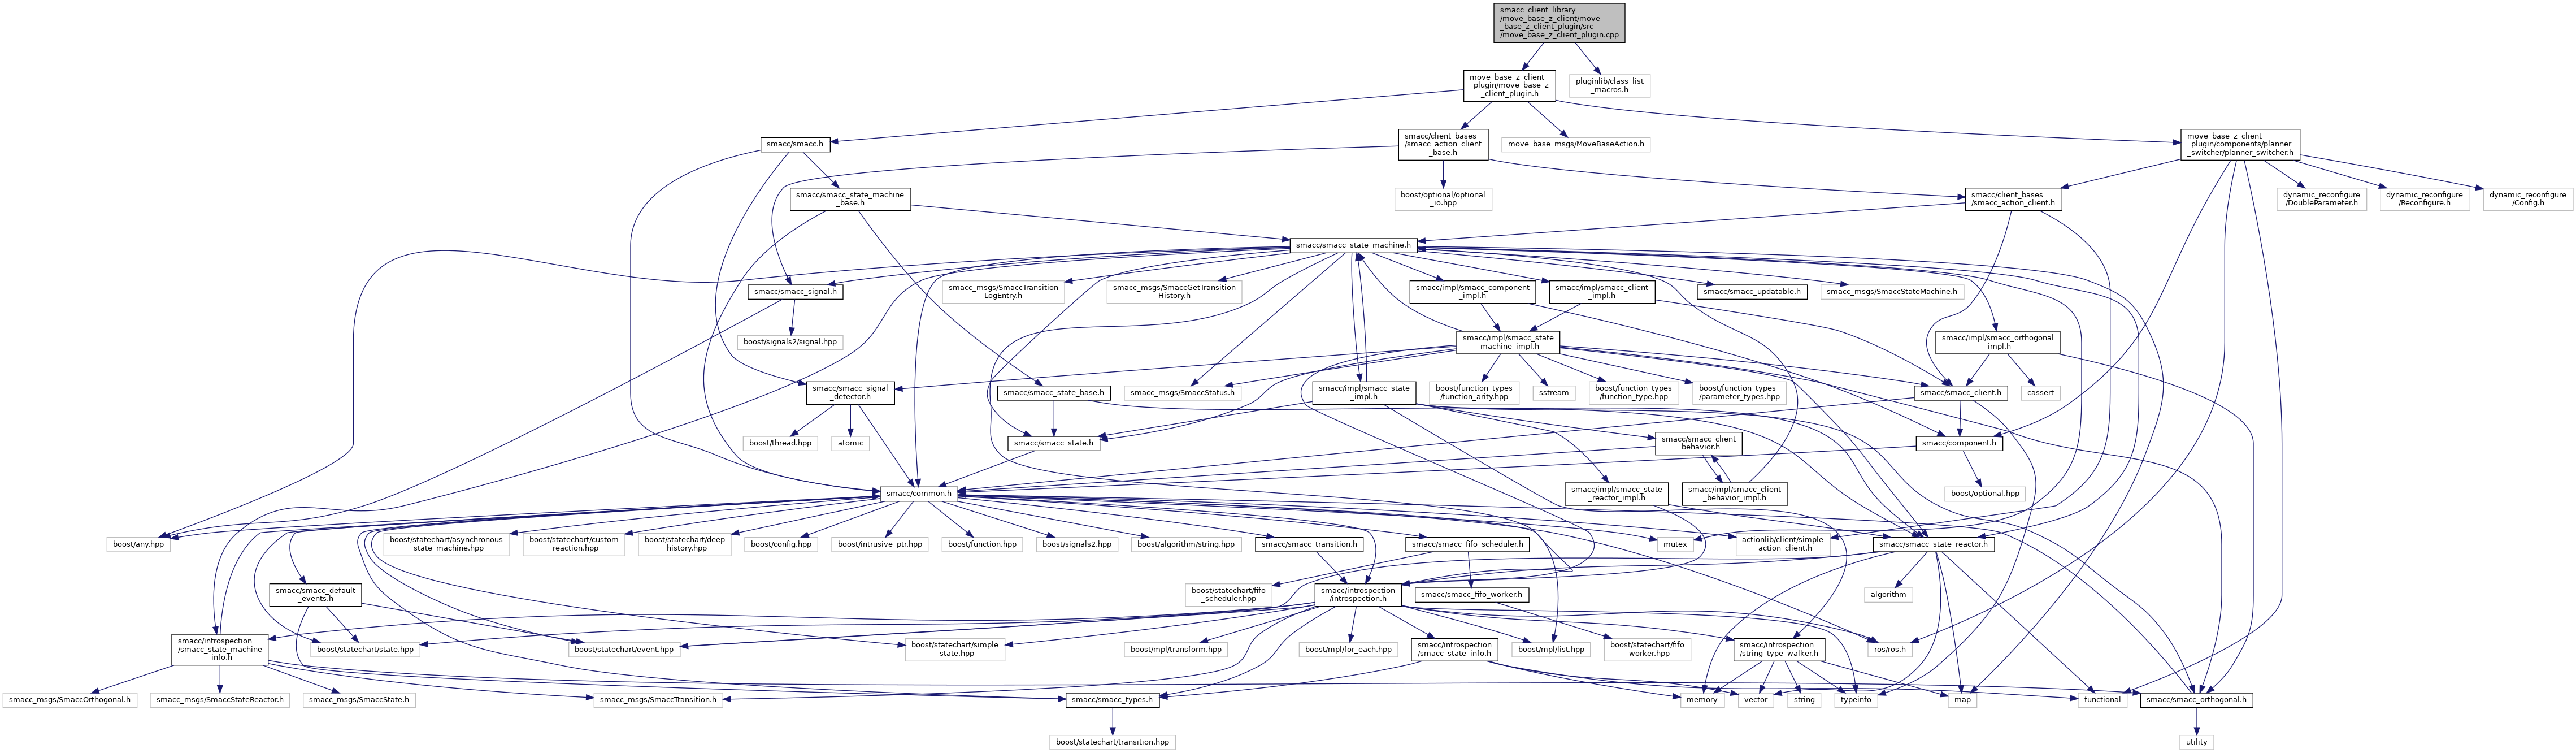 smacc_client_library
/move_base_z_client/move
_base_z_client_plugin/src
/move_base_z_client_plugin.cpp
move_base_z_client
_plugin/move_base_z
_client_plugin.h
pluginlib/class_list
_macros.h
smacc/smacc.h
smacc/client_bases
/smacc_action_client
_base.h
move_base_msgs/MoveBaseAction.h
move_base_z_client
_plugin/components/planner
_switcher/planner_switcher.h
smacc/smacc_state_machine
_base.h
boost/optional/optional
_io.hpp
smacc/client_bases
/smacc_action_client.h
dynamic_reconfigure
/DoubleParameter.h
dynamic_reconfigure
/Reconfigure.h
dynamic_reconfigure
/Config.h
smacc/smacc_state_machine.h
smacc/smacc_signal.h
smacc_msgs/SmaccTransition
LogEntry.h
smacc_msgs/SmaccGetTransition
History.h
smacc/impl/smacc_component
_impl.h
smacc/impl/smacc_client
_impl.h
smacc/smacc_updatable.h
smacc_msgs/SmaccStateMachine.h
boost/signals2/signal.hpp
smacc/impl/smacc_state
_machine_impl.h
smacc/impl/smacc_orthogonal
_impl.h
smacc/smacc_signal
_detector.h
smacc/smacc_state_base.h
smacc_msgs/SmaccStatus.h
smacc/impl/smacc_state
_impl.h
boost/function_types
/function_arity.hpp
sstream
boost/function_types
/function_type.hpp
boost/function_types
/parameter_types.hpp
smacc/smacc_client.h
cassert
boost/thread.hpp
atomic
smacc/smacc_state.h
smacc/smacc_client
_behavior.h
smacc/component.h
smacc/common.h
smacc/impl/smacc_state
_reactor_impl.h
smacc/impl/smacc_client
_behavior_impl.h
boost/optional.hpp
boost/any.hpp
boost/statechart/asynchronous
_state_machine.hpp
boost/statechart/custom
_reaction.hpp
boost/statechart/deep
_history.hpp
boost/config.hpp
boost/intrusive_ptr.hpp
boost/function.hpp
boost/signals2.hpp
boost/algorithm/string.hpp
smacc/smacc_transition.h
smacc/smacc_fifo_scheduler.h
mutex
actionlib/client/simple
_action_client.h
smacc/smacc_state_reactor.h
smacc/smacc_default
_events.h
boost/statechart/fifo
_scheduler.hpp
smacc/introspection
/introspection.h
smacc/smacc_fifo_worker.h
algorithm
smacc/introspection
/smacc_state_machine
_info.h
boost/statechart/state.hpp
boost/statechart/event.hpp
boost/statechart/simple
_state.hpp
boost/mpl/transform.hpp
boost/mpl/for_each.hpp
smacc/introspection
/smacc_state_info.h
boost/mpl/list.hpp
boost/statechart/fifo
_worker.hpp
smacc/introspection
/string_type_walker.h
ros/ros.h
smacc_msgs/SmaccOrthogonal.h
smacc_msgs/SmaccStateReactor.h
smacc_msgs/SmaccState.h
smacc_msgs/SmaccTransition.h
smacc/smacc_types.h
memory
vector
string
typeinfo
map
functional
smacc/smacc_orthogonal.h
boost/statechart/transition.hpp
utility